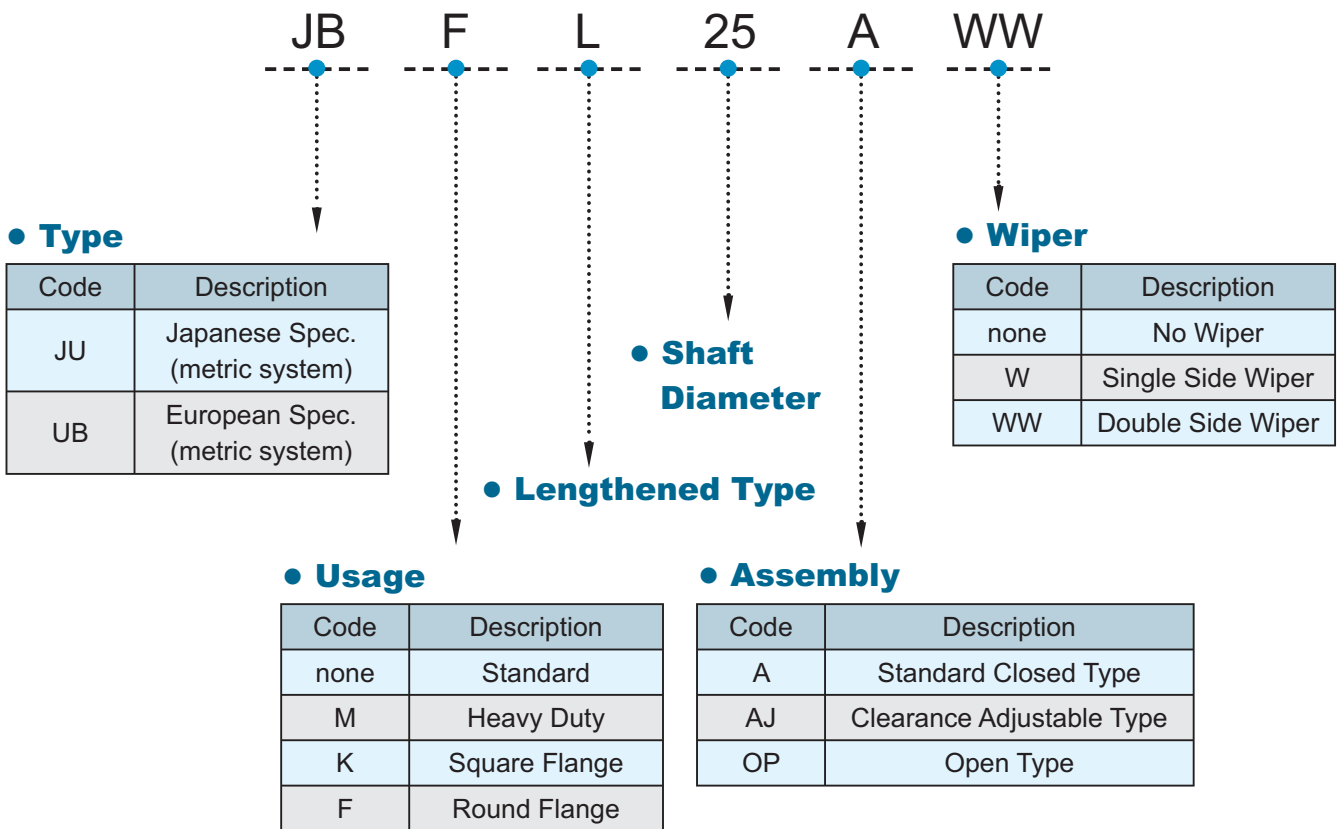 JB F L 25 A WW
• Type
Code Description
JU Japanese Spec.
(metric system)
UB European Spec.
(metric system)
• Wiper
Code Description
none No Wiper
W Single Side Wiper
WW Double Side Wiper
• Shaft
Diameter
• Lengthened Type
• Usage
Code Description
none Standard
M Heavy Duty
K Square Flange
F Round Flange
• Assembly
Code Description
A Standard Closed Type
AJ Clearance Adjustable Type
OP Open Type